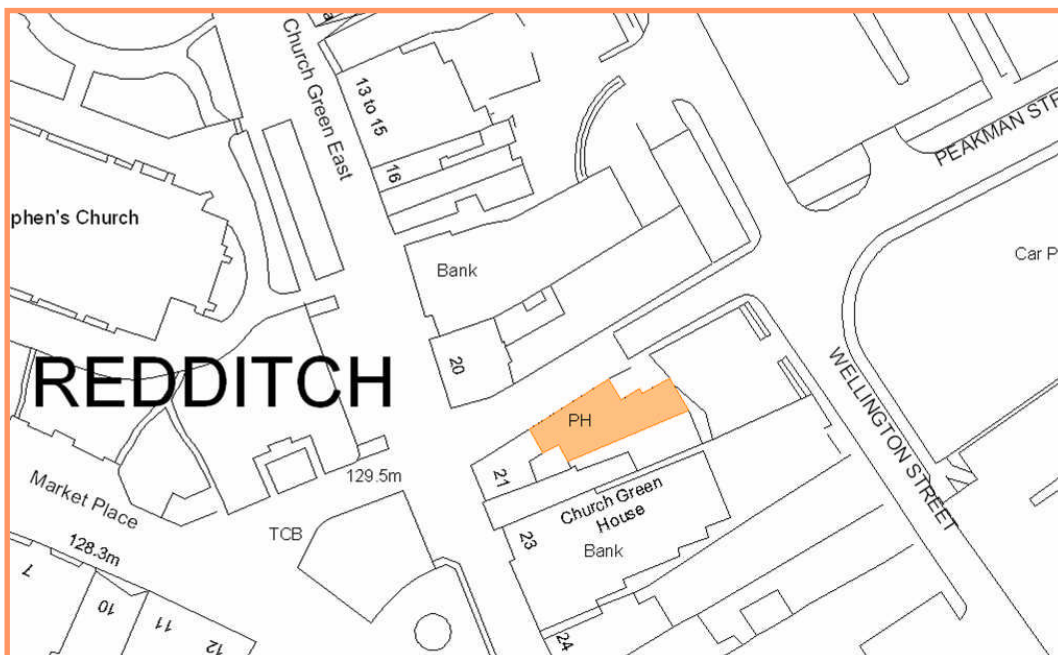 Church Green East
13 to 15
16
PEAKMAN STR
phen's Church
Bank
Car P
20
REDDITCH
WELLINGTON STREET
PH
21
129.5m
Market Place
Church Green
House
TCB
23
Bank
128.3m
7
10
11
12
24